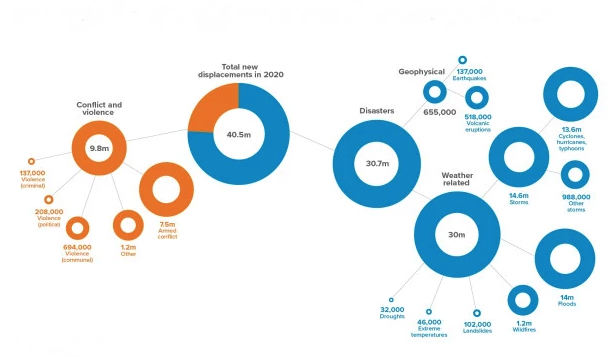 Total new
displacements in 2020
40.5m
Conflict and
violence
9.8m
137,000
Violence
(criminal)
208,000
Violence
(political)
694,000
Violence
(communal)
1.2m
Other
7.5m
Armed
conflict
Disasters
30.7m
Geophysical
655,000
137,000
Earthquakes
518,000
Volcanic
eruptions
Weather
related
30m
14.6m
Storms
13.6m
Cyclones,
hurricanes,
typhoons
988,000
Other
storms
32,000
Droughts
46,000
Extreme
temperatures
102,000
Landslides
1.2m
Wildfires
14m
Floods